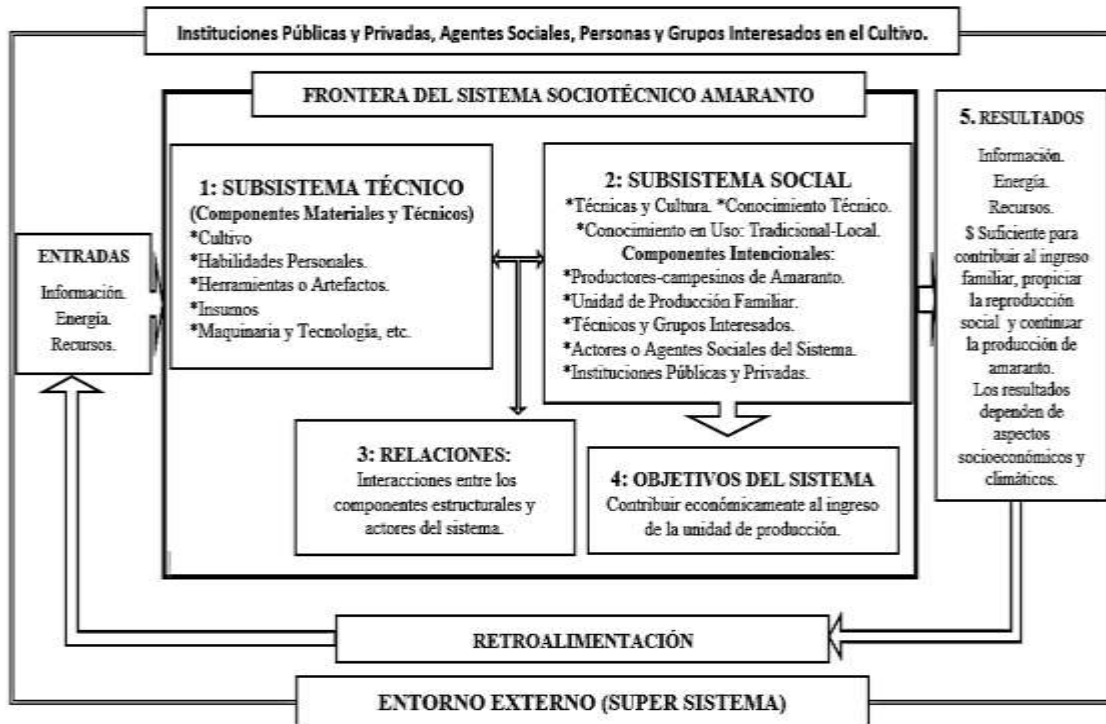 Instituciones Públicas y Privadas, Agentes Sociales, Personas y Grupos Interesados en el Cultivo.
FRONTERA DEL SISTEMA SOCIOTÉCNICO AMARANTO
ENTRADAS
Información.
Energía.
Recursos.
1: SUBSISTEMA TÉCNICO
(Componentes Materiales y Técnicos)
*Cultivo
*Habilidades Personales.
*Herramientas o Artefactos.
*Insumos
*Maquinaria y Tecnología, etc.
2: SUBSISTEMA SOCIAL
*Técnicas y Cultura. *Conocimiento Técnico.
*Conocimiento en Uso: Tradicional-Local.
Componentes Intencionales:
*Productores-campesinos de Amaranto.
*Unidad de Producción Familiar.
*Técnicos y Grupos Interesados.
*Actores o Agentes Sociales del Sistema.
*Instituciones Públicas y Privadas.
3: RELACIONES:
Interacciones entre los
componentes estructurales y
actores del sistema.
4: OBJETIVOS DEL SISTEMA
Contribuir económicamente al ingreso
de la unidad de producción.
5. RESULTADOS
Información.
Energía.
Recursos.
$ Suficiente para
contribuir al ingreso
familiar, propiciar
la reproducción
social y continuar
la producción de
amaranto.
Los resultados
dependen de
aspectos
socioeconómicos y
climáticos.
RETROALIMENTACIÓN
ENTORNO EXTERNO (SUPER SISTEMA)